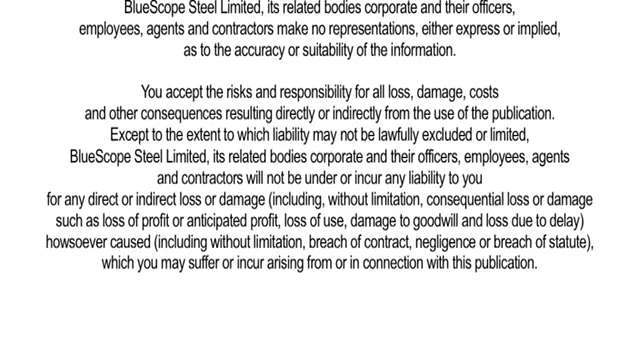 BlueScope Steel Limited, its related bodies corporate and their officers,
employees, agents and contractors make no representations, either express or implied,
as to the accuracy or suitability of the information.
You accept the risks and responsibility for all loss, damage, costs
and other consequences resulting directly or indirectly from the use of the publication.
Except to the extent to which liability may not be lawfully excluded or limited,
BlueScope Steel Limited, its related bodies corporate and their officers, employees, agents
and contractors will not be under or incur any liability to you
for any direct or indirect loss or damage (including, without limitation, consequential loss or damage
such as loss of profit or anticipated profit, loss of use, damage to goodwill and loss due to delay)
howsoever caused (including without limitation, breach of contract, negligence or breach of statute),
which you may suffer or incur arising from or in connection with this publication.